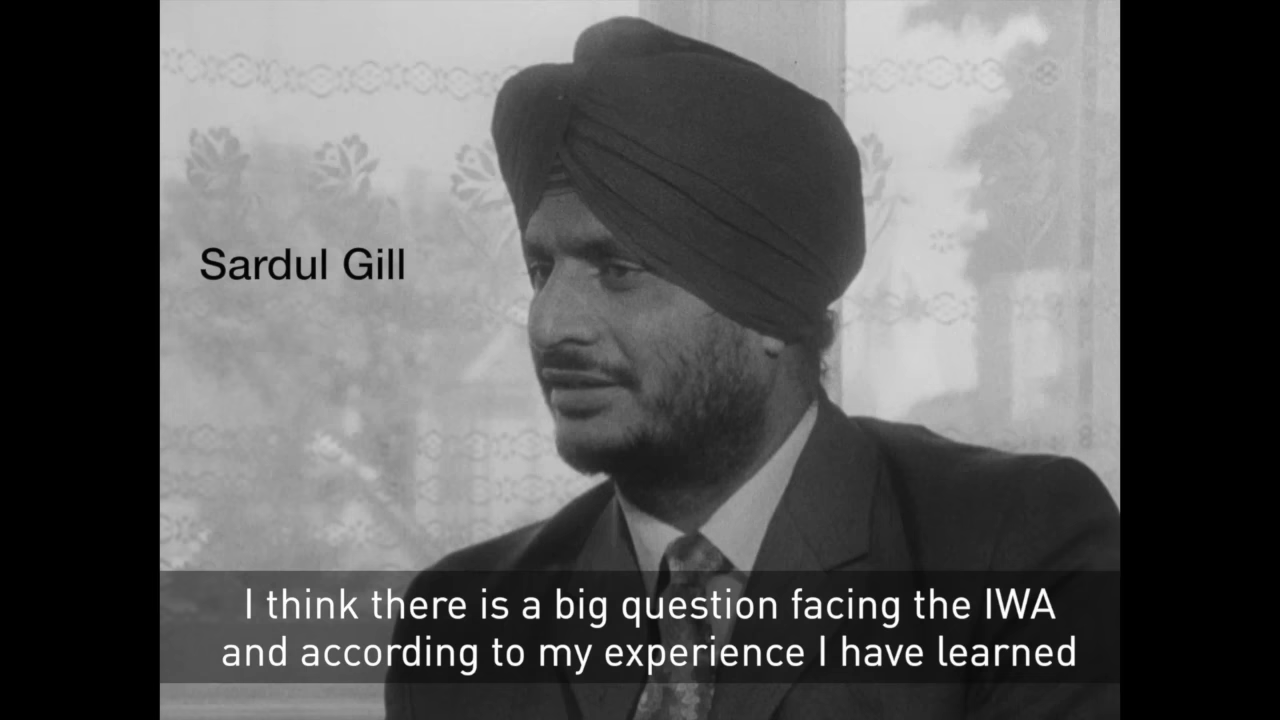 Sardul Gill
I think there is a big question facing the IWA
and according to my experience I have learned